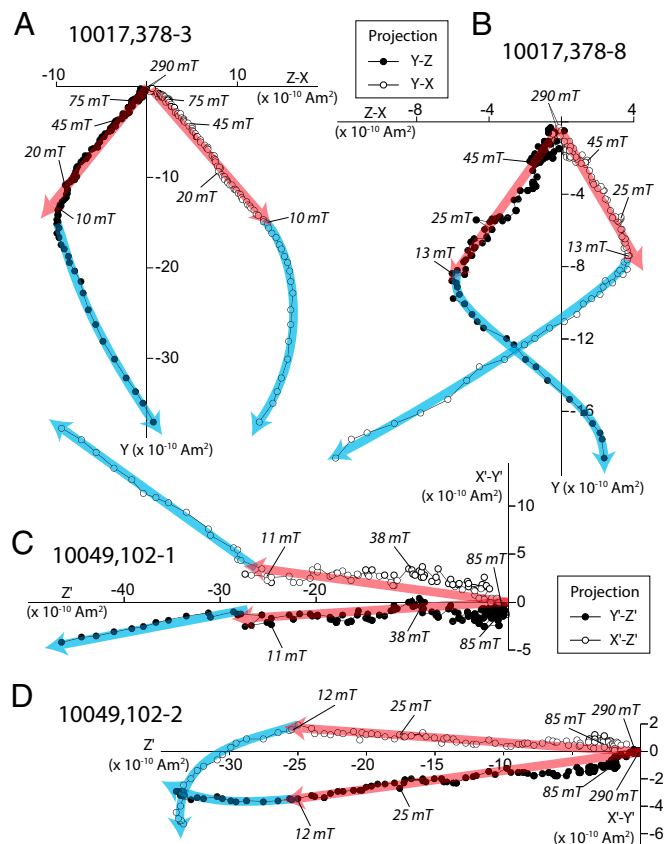 A
10017,378-3
-10
290 mT
10
Z-X
(x 10-10 Am2)
75 mT
75 mT
45 mT
45 mT
20 mT
-10
20 mT
10 mT
10 mT
-20
-30
Y (x 10-10 Am2)
Projection
Y-Z
Y-X
B
10017,378-8
290 mT
Z-X
-8
-4
4
(x 10-10 Am2)
45 mT
45 mT
-4
25 mT
25 mT
13 mT
13 mT
-8
-12
-16
Y (x 10-10 Am2)
C
10049,102-1
X'-Y'
(x 10-10 Am2)
10
11 mT
38 mT
85 mT
5
Z'
(x 10-10 Am2)
-40
-30
-20
0
11 mT
38 mT
85 mT
-5
Projection
Y'-Z'
X'-Z'
D
10049,102-2
12 mT
25 mT
85 mT
290 mT
2
Z'
(x 10-10 Am2)
-30
-25
-20
-15
-10
0
-2
12 mT
25 mT
85 mT
290 mT
X'-Y'
(x 10-10 Am2)
-4
-6